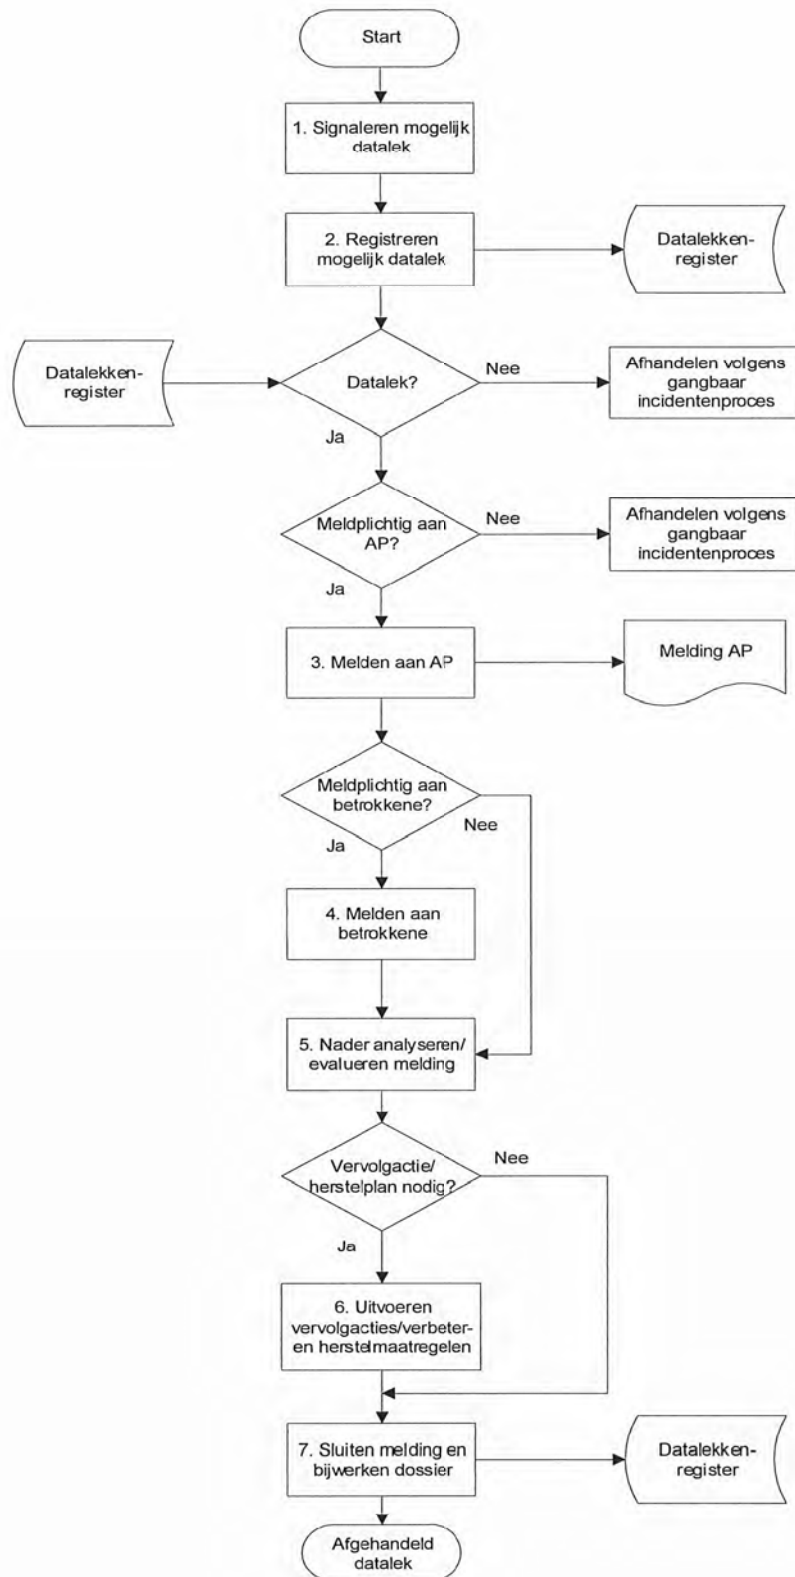 Start
1. Signaleren mogelijk
datalek
2. Registreren
mogelijk datalek
Datalekken-
register
Datalekken-
register
Datalek?
Nee
Afhandelen volgens
gangbaar
incidentenproces
Ja
Meldplichtig aan
AP?
Nee
Afhandelen volgens
gangbaar
incidentenproces
Ja
3. Melden aan AP
Melding AP
Meldplichtig aan
betrokkene?
Nee
Ja
4. Melden aan
betrokkene
5. Nader analyseren/
evalueren melding
Vervolgactie/
herstelplan nodig?
Nee
Ja
6. Uitvoeren
vervolgacties/verbeter-
en herstelmaatregelen
7. Sluiten melding en
bijwerken dossier
Datalekken-
register
Afgehandeld
datalek